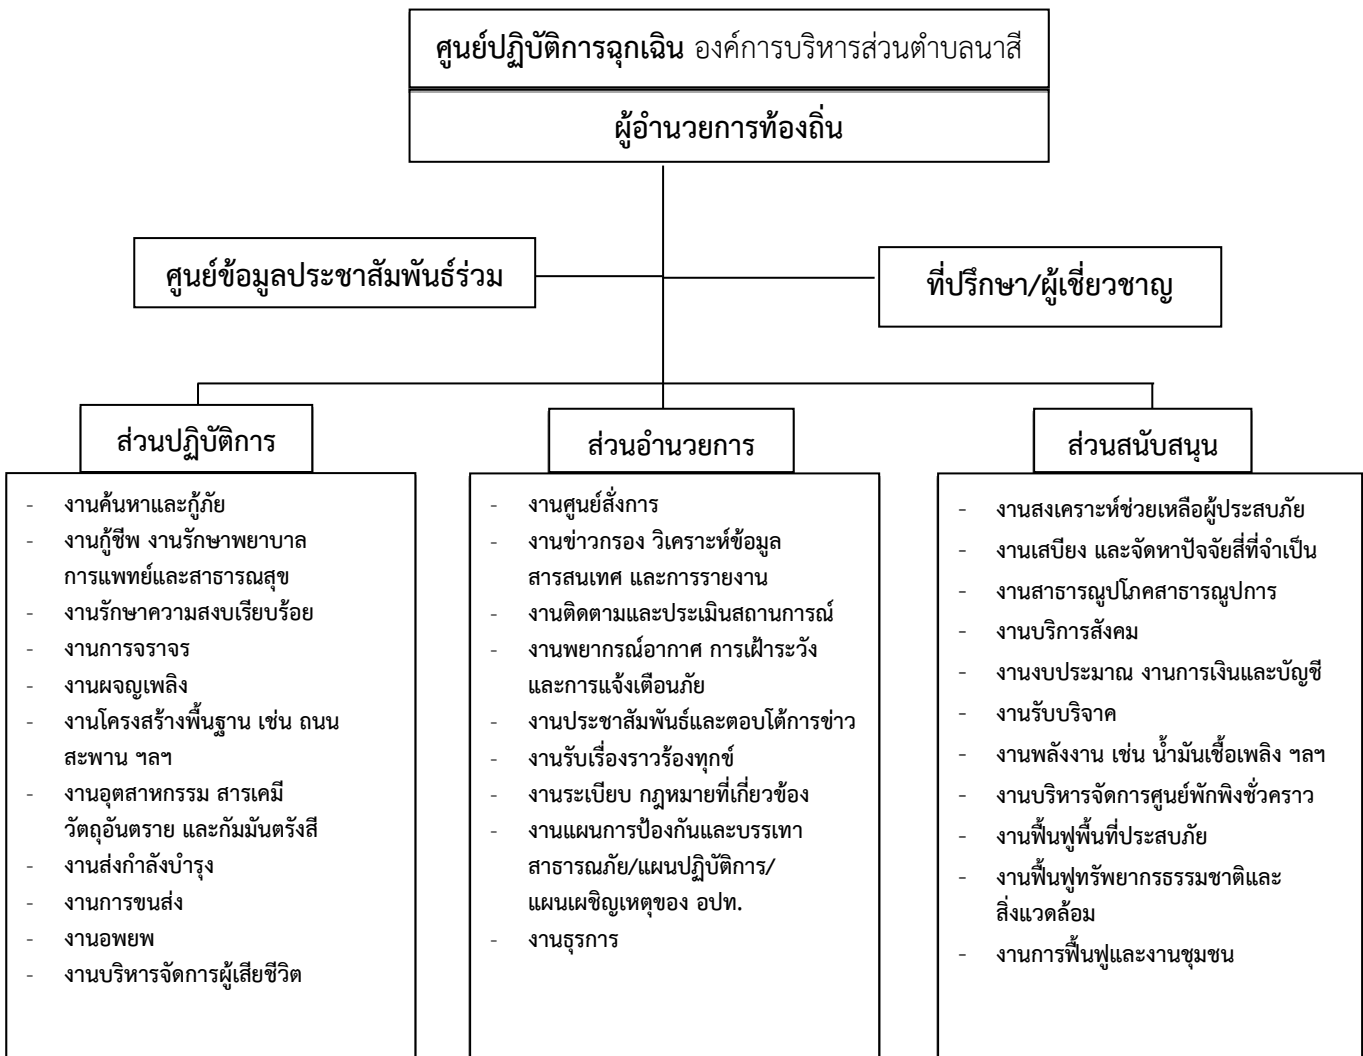 ศูนย์ปฏิบัติการฉุกเฉิน องค์การบริหารส่วนตำบลนาสี
ผู้อำนวยการท้องถิ่น
ศูนย์ข้อมูลประชาสัมพันธ์ร่วม
ที่ปรึกษา/ผู้เชี่ยวชาญ
ส่วนปฏิบัติการ
- งานค้นหาและกู้ภัย
- งานกู้ชีพ งานรักษาพยาบาล
การแพทย์และสาธารณสุข
- งานรักษาความสงบเรียบร้อย
- งานการจราจร
- งานผจญเพลิง
- งานโครงสร้างพื้นฐาน เช่น ถนน
สะพาน ฯลฯ
- งานอุตสาหกรรม สารเคมี
วัตถุอันตราย และกัมมันตรังสี
- งานส่งกำลังบำรุง
- งานการขนส่ง
- งานอพยพ
- งานบริหารจัดการผู้เสียชีวิต
ส่วนอำนวยการ
- งานศูนย์สั่งการ
- งานข่าวกรอง วิเคราะห์ข้อมูล
สารสนเทศ และการรายงาน
- งานติดตามและประเมินสถานการณ์
- งานพยากรณ์อากาศ การเฝ้าระวัง
และการแจ้งเตือนภัย
- งานประชาสัมพันธ์และตอบโต้การข่าว
- งานรับเรื่องราวร้องทุกข์
- งานระเบียบ กฎหมายที่เกี่ยวข้อง
- งานแผนการป้องกันและบรรเทา
สาธารณภัย/แผนปฏิบัติการ/
แผนเผชิญเหตุของ อปท.
- งานธุรการ
ส่วนสนับสนุน
- งานสงเคราะห์ช่วยเหลือผู้ประสบภัย
- งานเสบียง และจัดหาปัจจัยสี่ที่จำเป็น
- งานสาธารณูปโภคสาธารณูปการ
- งานบริการสังคม
- งานงบประมาณ งานการเงินและบัญชี
- งานรับบริจาค
- งานพลังงาน เช่น น้ำมันเชื้อเพลิง ฯลฯ
- งานบริหารจัดการศูนย์พักพิงชั่วคราว
- งานฟื้นฟูพื้นที่ประสบภัย
- งานฟื้นฟูทรัพยากรธรรมชาติและ
สิ่งแวดล้อม
- งานการฟื้นฟูและงานชุมชน